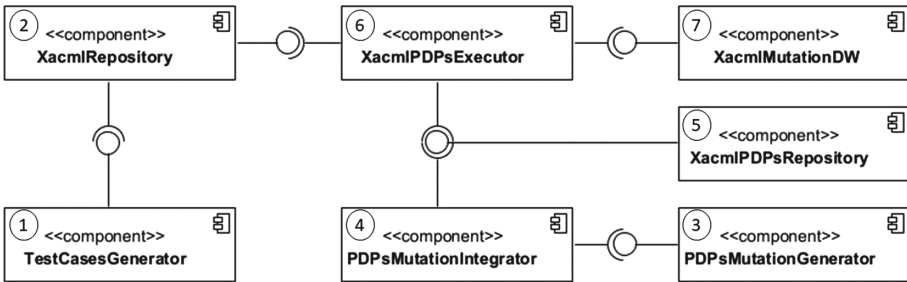 2
<<component>>
XacmlRepository
6
<<component>>
XacmlPDPsExecutor
7
<<component>>
XacmlMutationDW
5
<<component>>
XacmlPDPsRepository
1
<<component>>
TestCasesGenerator
4
<<component>>
PDPsMutationIntegrator
3
<<component>>
PDPsMutationGenerator